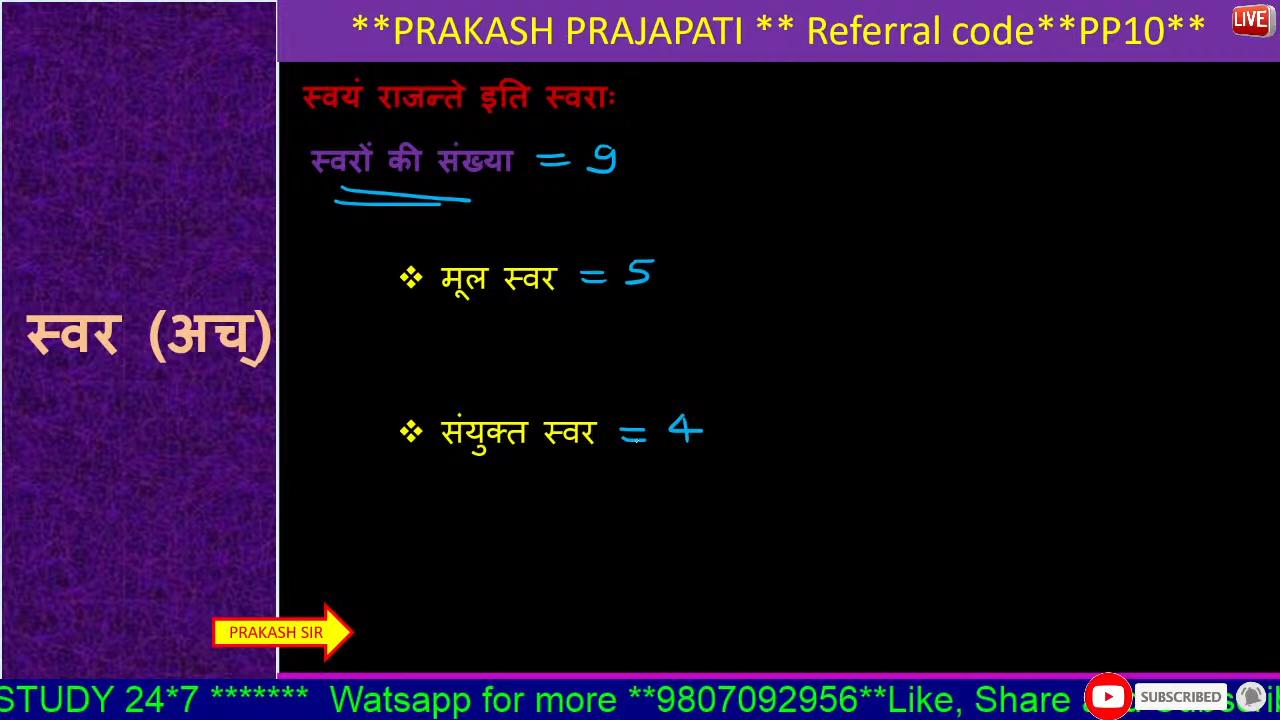 **PRAKASH PRAJAPATI ** Referral code**PP10**
LIVE
स्वयं राजन्ते इति स्वराः
स्वरों की संख्या = 9
❖ मूल स्वर = 5
स्वर (अच्)
❖ संयुक्त स्वर = 4
PRAKASH SIR
STUDY 24*7 ******* Watsapp for more **9807092956**Like, Share
SUBSCRIBED